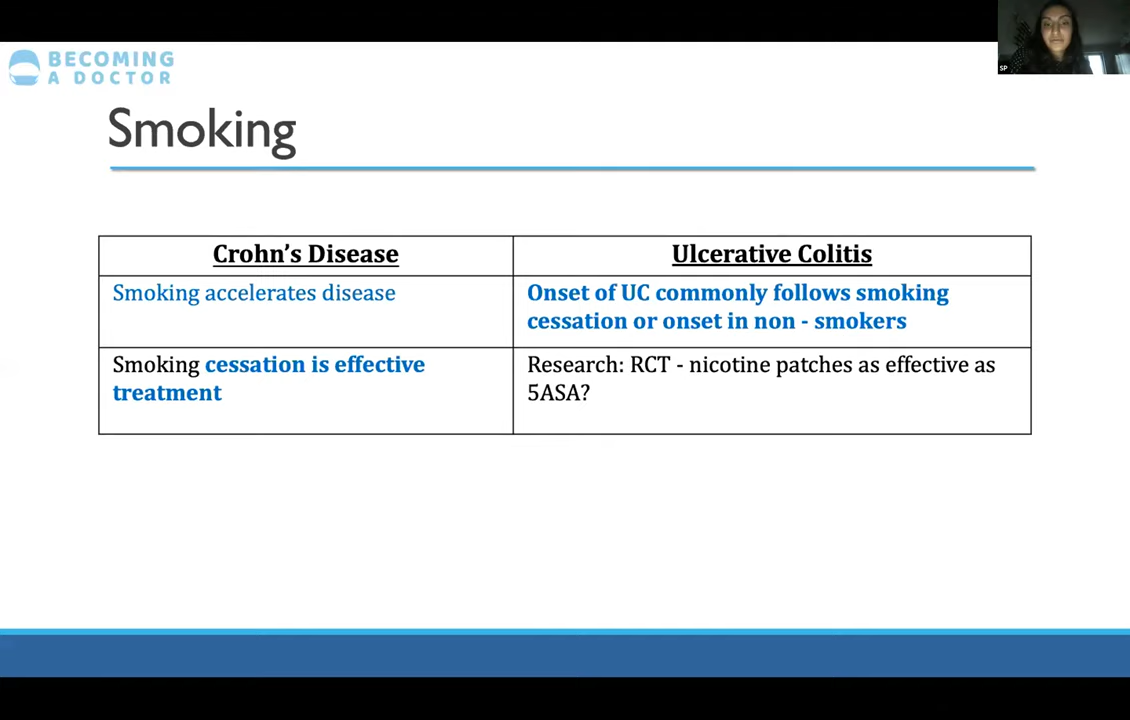 BECOMING
A DOCTOR
SP
Smoking
Crohn's Disease
Ulcerative Colitis
Smoking accelerates disease
Onset of UC commonly follows smoking
cessation or onset in non - smokers
Smoking cessation is effective
treatment
Research: RCT - nicotine patches as effective as
5ASA?